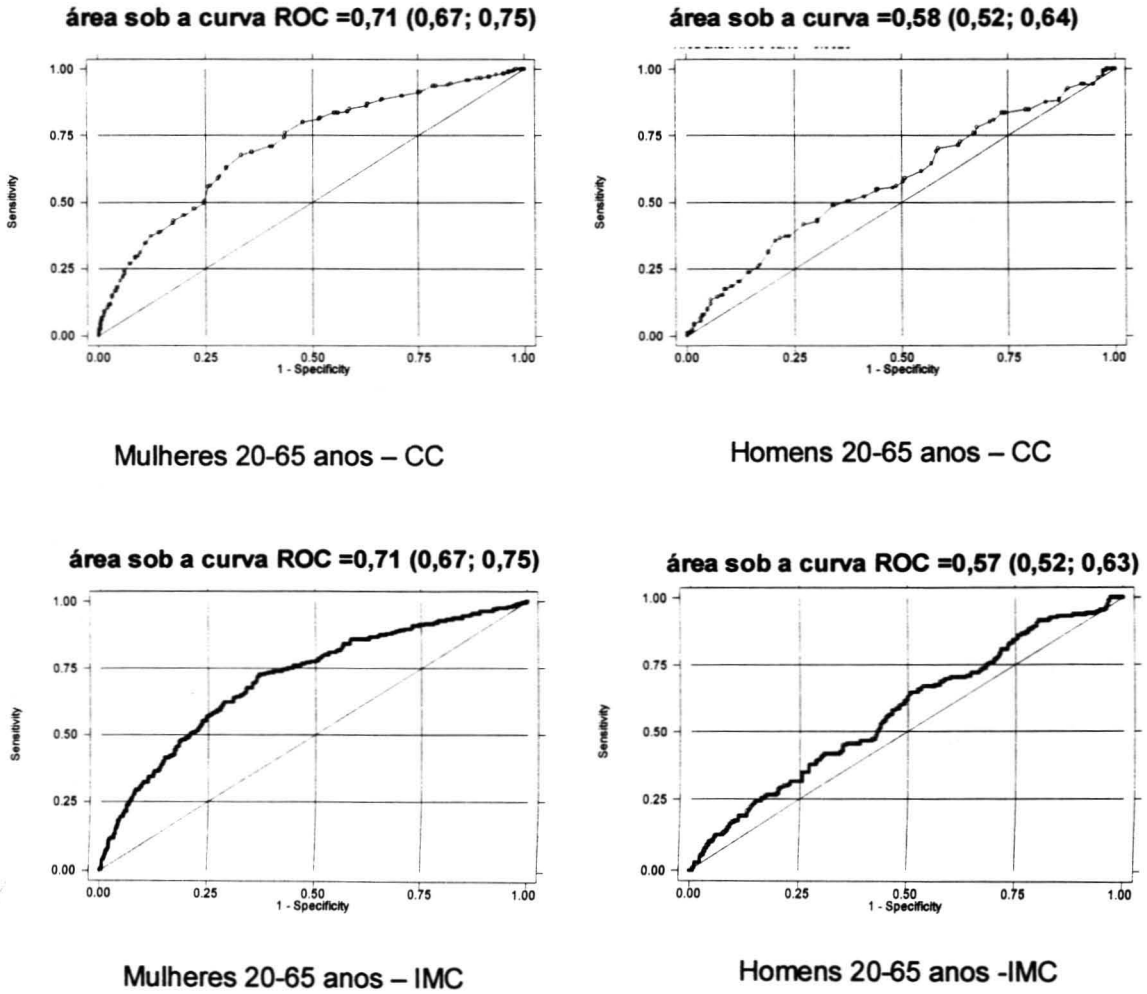 área sob a curva ROC =0,71 (0,67; 0,75)
1.00
0.75
0.50
0.25
0.00
Sensitivity
0.00 0.25 0.50 0.75 1.00
1 - Specificity
Mulheres 20-65 anos – CC
área sob a curva =0,58 (0,52; 0,64)
1.00
0.75
0.50
0.25
0.00
Sensitivity
0.00 0.25 0.50 0.75 1.00
1 - Specificity
Homens 20-65 anos – CC
área sob a curva ROC =0,71 (0,67; 0,75)
1.00
0.75
0.50
0.25
0.00
Sensitivity
0.00 0.25 0.50 0.75 1.00
1 - Specificity
Mulheres 20-65 anos – IMC
área sob a curva ROC =0,57 (0,52; 0,63)
1.00
0.75
0.50
0.25
0.00
Sensitivity
0.00 0.25 0.50 0.75 1.00
1 - Specificity
Homens 20-65 anos -IMC